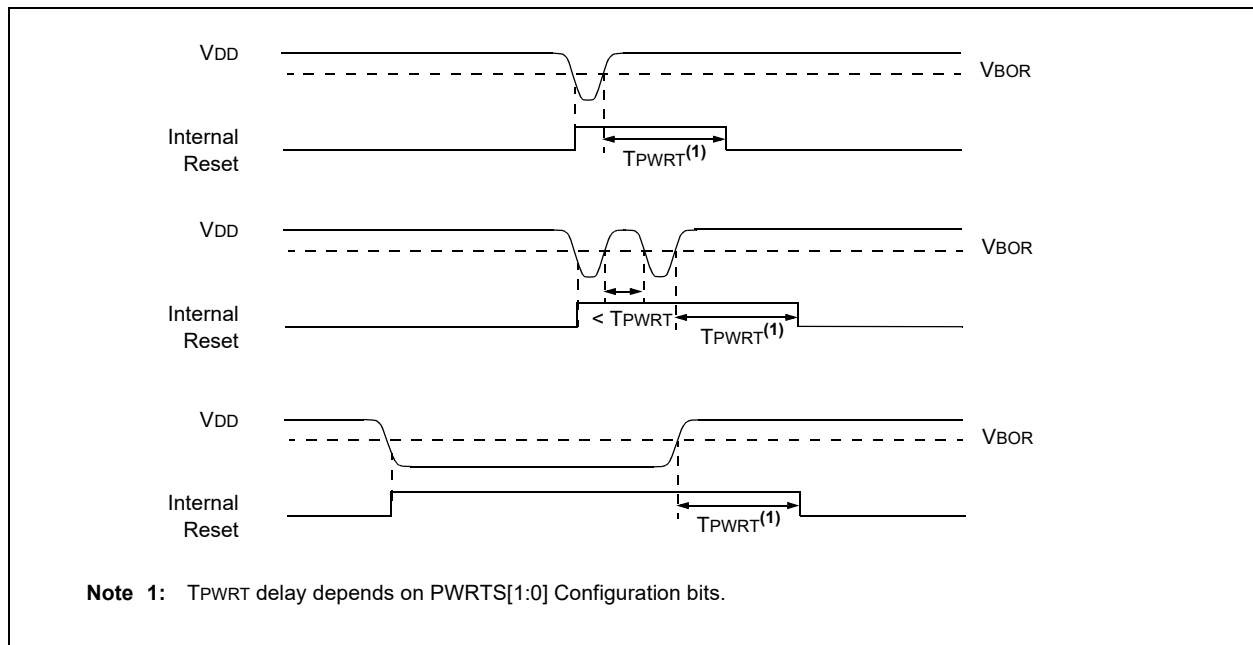 VDD
VBOR
Internal
Reset
TPWRT(1)
VDD
VBOR
Internal
Reset
< TPWRT
TPWRT(1)
VDD
VBOR
Internal
Reset
TPWRT(1)
Note 1: TPWRT delay depends on PWRTS[1:0] Configuration bits.